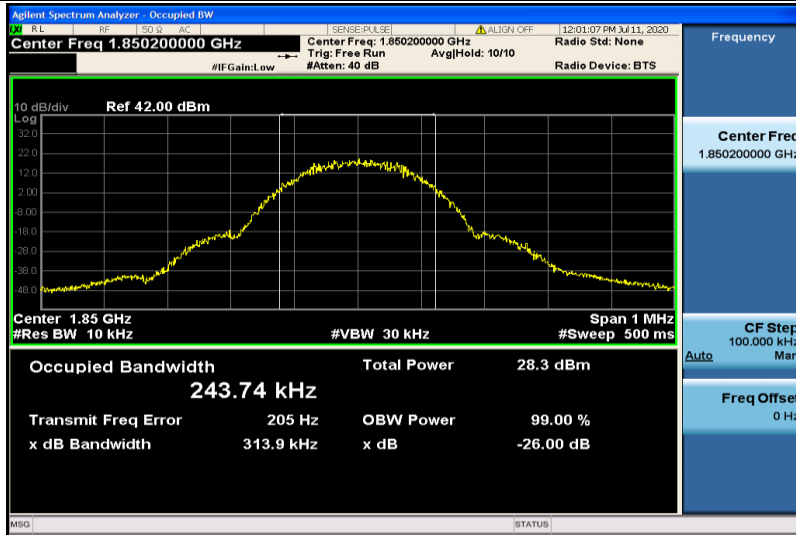 Agilent Spectrum Analyzer - Occupied BW
LXI RL RF 50 Ω AC SENSE:PULSE ALIGN OFF 12:01:07 PM Jul 11, 2020
Center Freq 1.850200000 GHz
Center Freq: 1.850200000 GHz Radio Std: None
Trig: Free Run Avg|Hold: 10/10
#IFGain:Low #Atten: 40 dB Radio Device: BTS
10 dB/div Ref 42.00 dBm
Log
32.0
22.0
12.0
2.00
-8.00
-18.0
-28.0
-38.0
-48.0
Center 1.85 GHz Span 1 MHz
#Res BW 10 kHz #VBW 30 kHz #Sweep 500 ms
Occupied Bandwidth Total Power 28.3 dBm
243.74 kHz
Transmit Freq Error 205 Hz OBW Power 99.00 %
x dB Bandwidth 313.9 kHz x dB -26.00 dB
MSG STATUS
Frequency
Center Freq
1.850200000 GHz
CF Step
100.000 kHz
Auto Man
Freq Offset
0 Hz